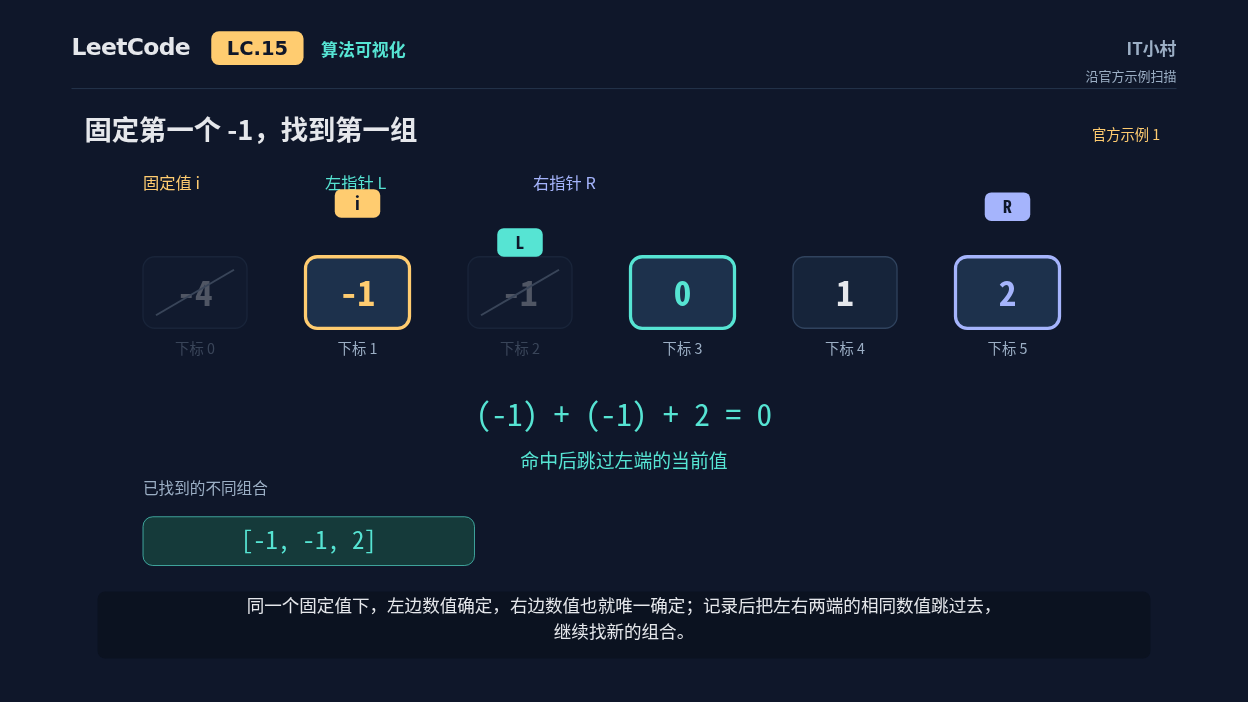 LeetCode LC.15 算法可视化 IT小村
沿官方示例扫描
固定第一个 -1，找到第一组 官方示例 1
固定值 i 左指针 L 右指针 R
i R
L
-4 -1 -1 0 1 2
下标 0 下标 1 下标 2 下标 3 下标 4 下标 5
(-1) + (-1) + 2 = 0
命中后跳过左端的当前值
已找到的不同组合
[-1, -1, 2]
同一个固定值下，左边数值确定，右边数值也就唯一确定；记录后把左右两端的相同数值跳过去，
继续找新的组合。